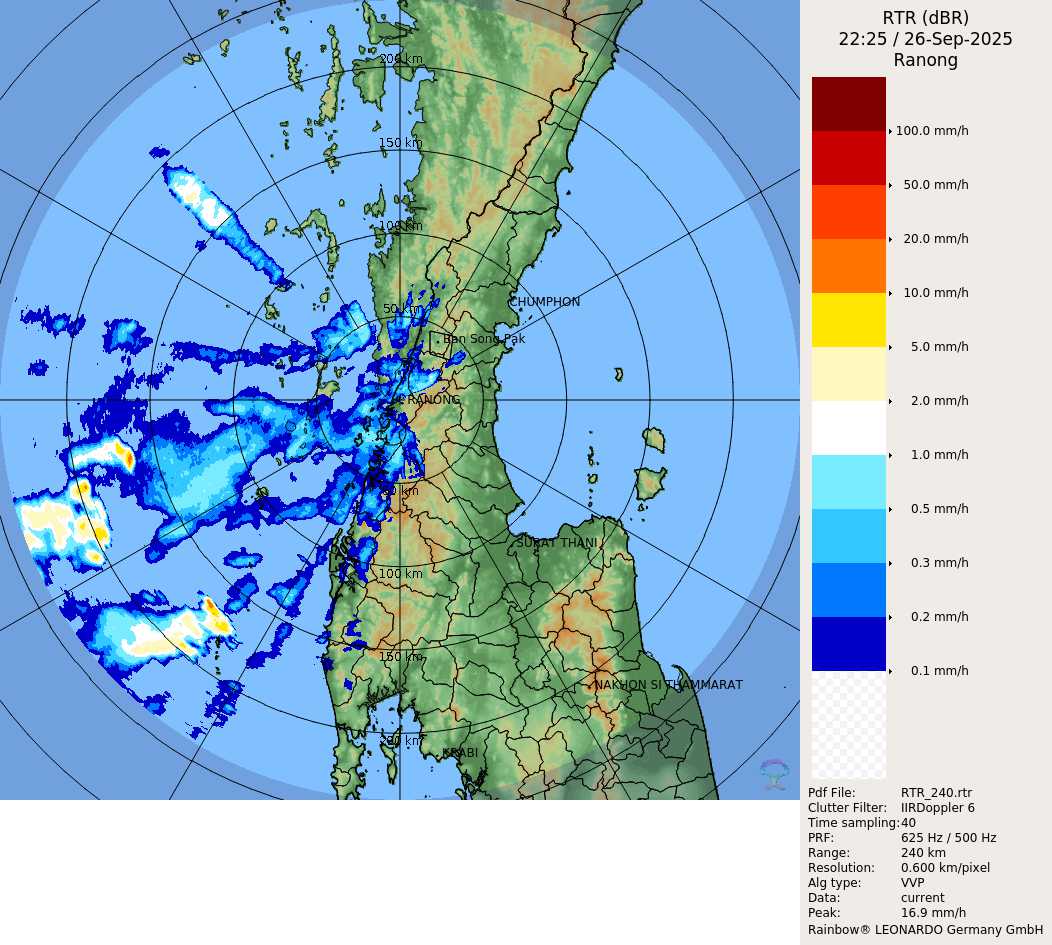 RTR (dBR)
22:25 / 26-Sep-2025
Ranong
100.0 mm/h
50.0 mm/h
20.0 mm/h
10.0 mm/h
5.0 mm/h
2.0 mm/h
1.0 mm/h
0.5 mm/h
0.3 mm/h
0.2 mm/h
0.1 mm/h
Pdf File: RTR_240.rtr
Clutter Filter: IIRDoppler 6
Time sampling: 40
PRF: 625 Hz / 500 Hz
Range: 240 km
Resolution: 0.600 km/pixel
Alg type: VVP
Data: current
Peak: 16.9 mm/h
Rainbow® LEONARDO Germany GmbH
200 km
150 km
100 km
50 km
CHUMPHON
Ban Song Pak
RANONG
50 km
SURAT THANI
100 km
150 km
NAKHON SI THAMMARAT
200 km
KRABI